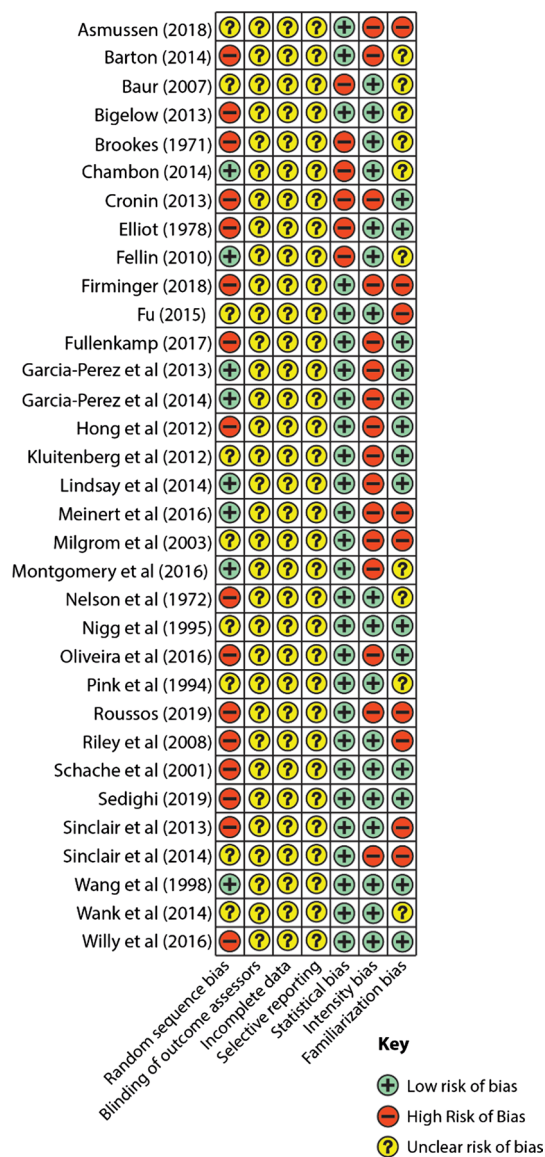 Asmussen (2018) ? ? ? ? + − −
Barton (2014) − ? ? ? + − ?
Baur (2007) ? ? ? ? − + ?
Bigelow (2013) − ? ? ? + + ?
Brookes (1971) − ? ? ? − + ?
Chambon (2014) + ? ? ? − + ?
Cronin (2013) − ? ? ? − − +
Elliot (1978) − ? ? ? − + +
Fellin (2010) + ? ? ? − + ?
Firminger (2018) − ? ? ? + − −
Fu (2015) ? ? ? ? + + −
Fullenkamp (2017) − ? ? ? + − +
Garcia-Perez et al (2013) + ? ? ? + − +
Garcia-Perez et al (2014) + ? ? ? + − +
Hong et al (2012) − ? ? ? + − +
Kluitenberg et al (2012) ? ? ? ? + − +
Lindsay et al (2014) + ? ? ? + − +
Meinert et al (2016) + ? ? ? + − −
Milgrom et al (2003) ? ? ? ? + − −
Montgomery et al (2016) + ? ? ? + − ?
Nelson et al (1972) − ? ? ? + + ?
Nigg et al (1995) ? ? ? ? + + +
Oliveira et al (2016) − ? ? ? + − +
Pink et al (1994) ? ? ? ? + + ?
Roussos (2019) − ? ? ? + − −
Riley et al (2008) − ? ? ? + + −
Schache et al (2001) − ? ? ? + + +
Sedighi (2019) − ? ? ? + + +
Sinclair et al (2013) − ? ? ? + + −
Sinclair et al (2014) ? ? ? ? + − −
Wang et al (1998) + ? ? ? + + +
Wank et al (2014) ? ? ? ? + + ?
Willy et al (2016) − ? ? ? + + +
Random sequence bias
Blinding of outcome assessors
Incomplete data
Selective reporting
Statistical bias
Intensity bias
Familiarization bias
Key
+ Low risk of bias
− High Risk of Bias
? Unclear risk of bias